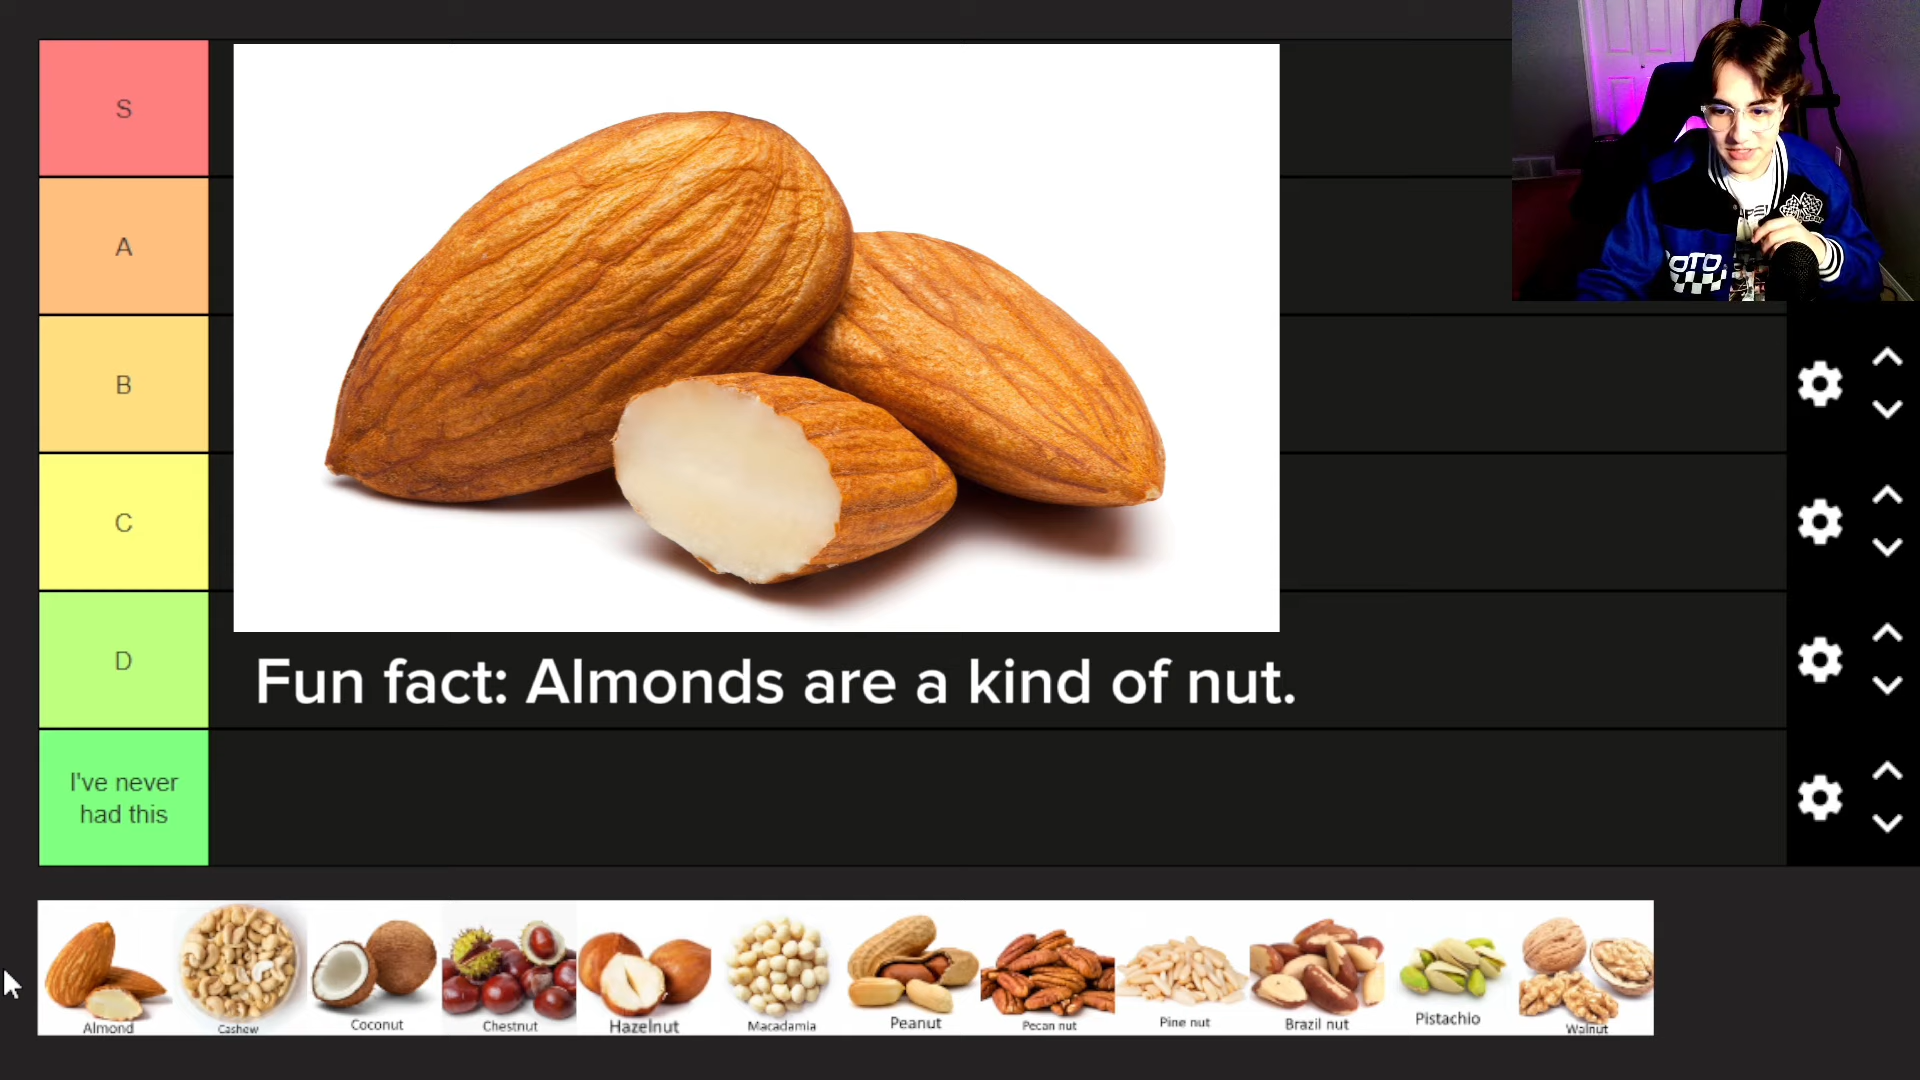 S
A
B
C
D
I've never
had this
Fun fact: Almonds are a kind of nut.
Almond
Cashew
Coconut
Chestnut
Hazelnut
Macadamia
Peanut
Pecan nut
Pine nut
Brazil nut
Pistachio
Walnut